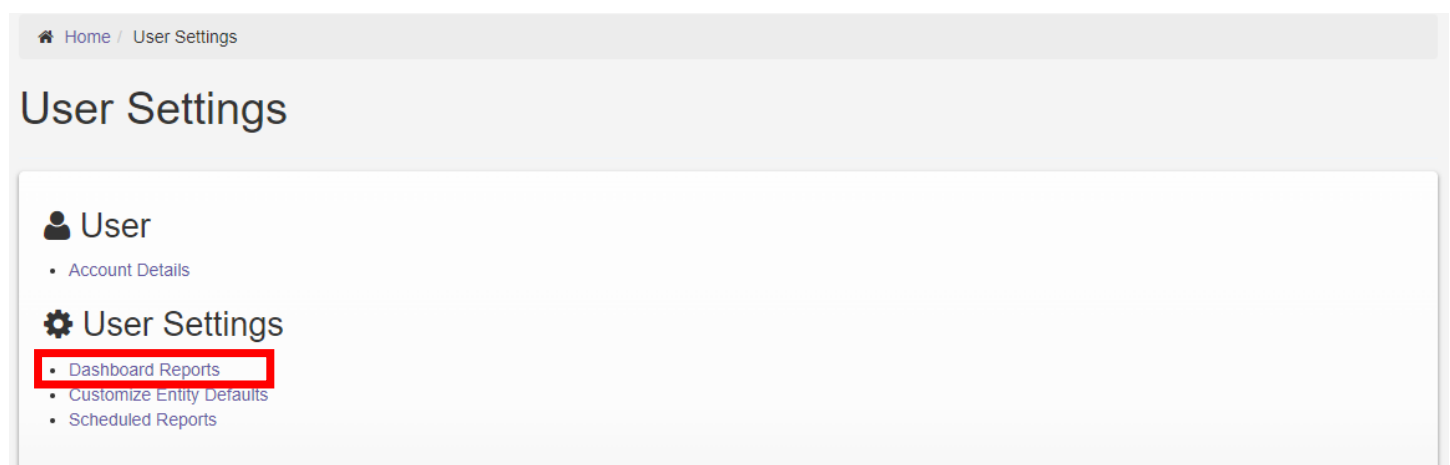 Home / User Settings
User Settings
User
• Account Details
User Settings
• Dashboard Reports
• Customize Entity Defaults
• Scheduled Reports